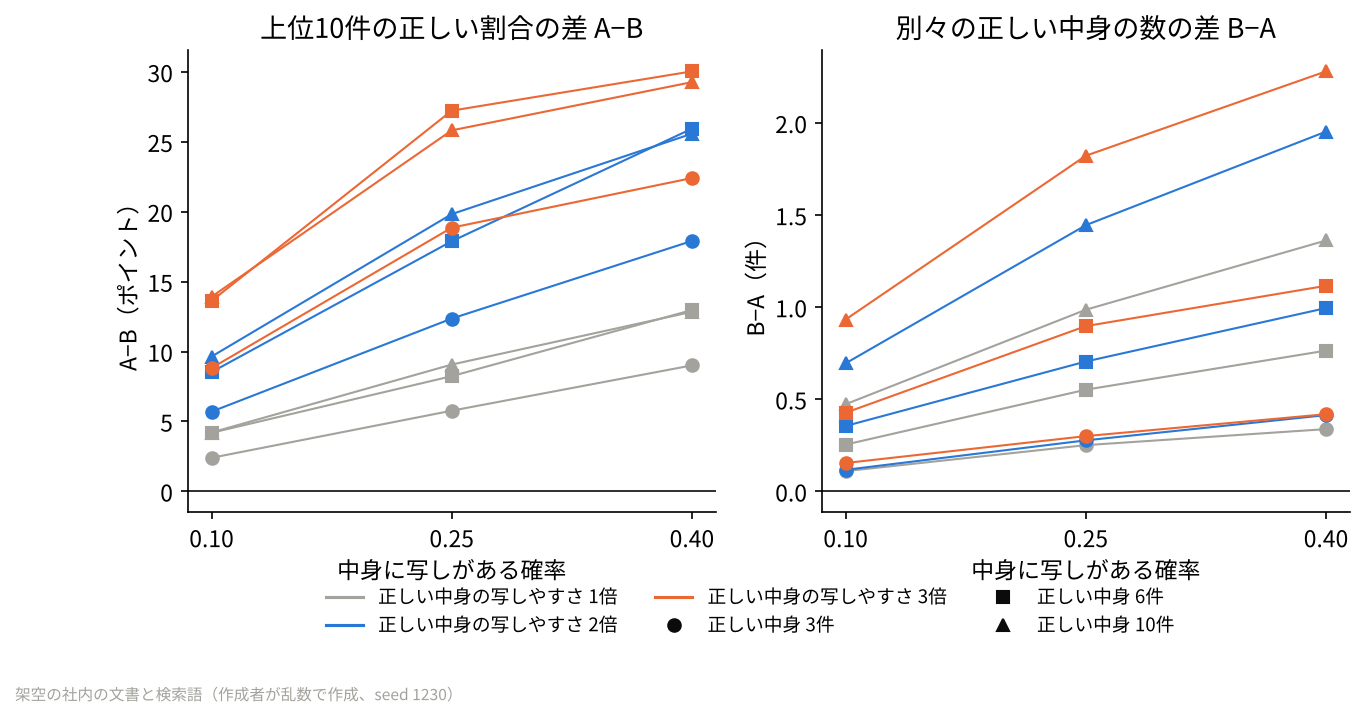 上位10件の正しい割合の差 A−B
A−B（ポイント）
30
25
20
15
10
5
0
0.10
0.25
0.40
中身に写しがある確率
別々の正しい中身の数の差 B−A
B−A（件）
2.0
1.5
1.0
0.5
0.0
0.10
0.25
0.40
中身に写しがある確率
正しい中身の写しやすさ 1倍
正しい中身の写しやすさ 2倍
正しい中身の写しやすさ 3倍
正しい中身 3件
正しい中身 6件
正しい中身 10件
架空の社内の文書と検索語（作成者が乱数で作成、seed 1230）